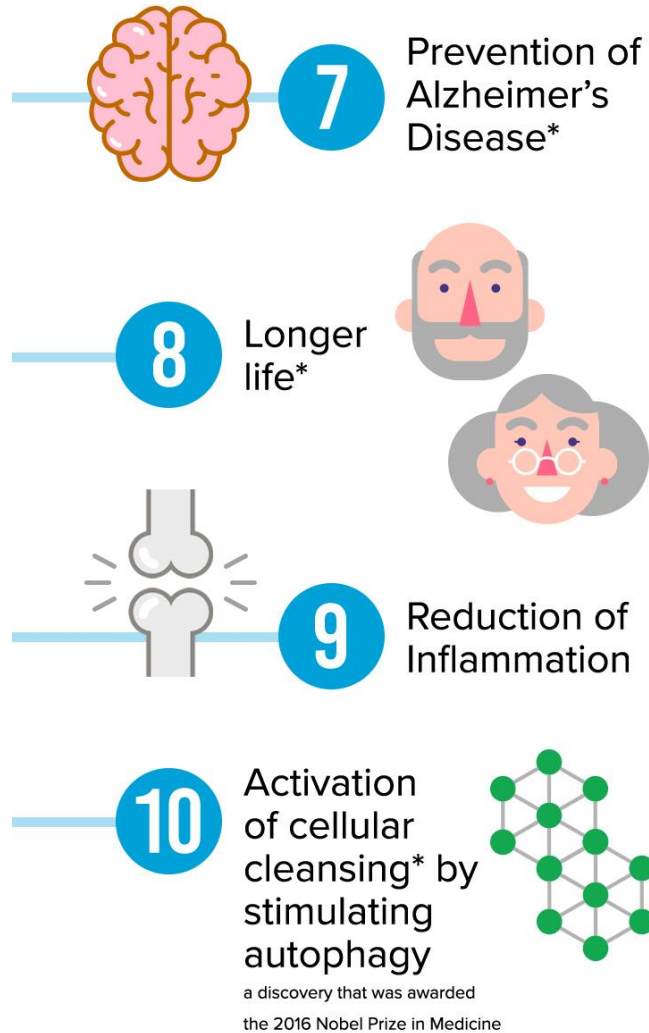 7
Prevention of
Alzheimer’s
Disease*
8
Longer
life*
9
Reduction of
Inflammation
10
Activation
of cellular
cleansing* by
stimulating
autophagy
a discovery that was awarded
the 2016 Nobel Prize in Medicine